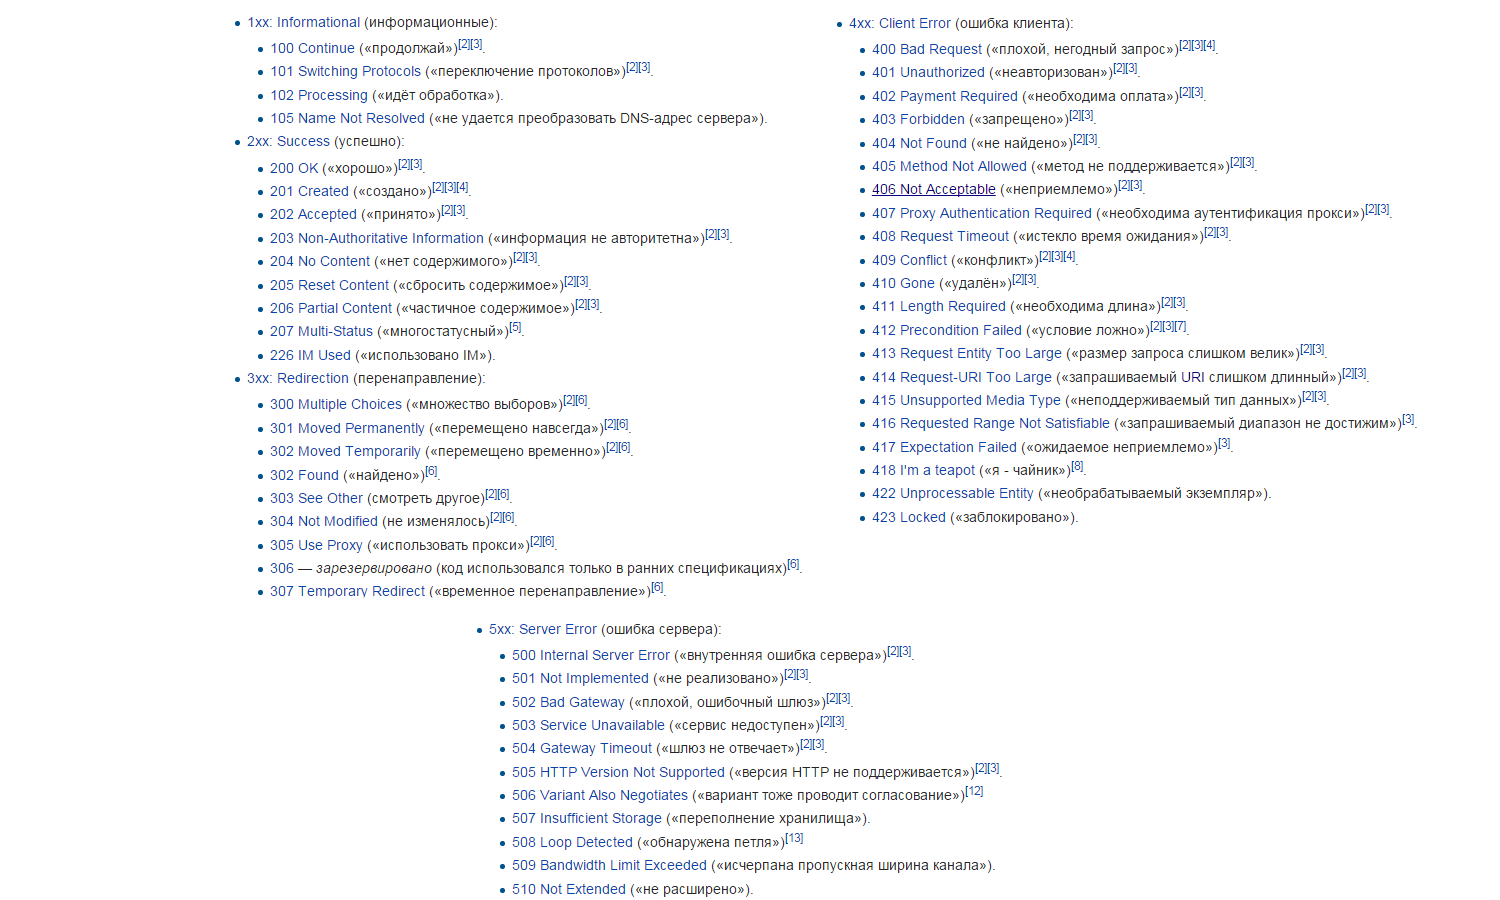 1xx: Informational (информационные):
100 Continue («продолжай»)[2][3].
101 Switching Protocols («переключение протоколов»)[2][3].
102 Processing («идёт обработка»).
105 Name Not Resolved («не удается преобразовать DNS-адрес сервера»).
2xx: Success (успешно):
200 OK («хорошо»)[2][3].
201 Created («создано»)[2][3][4].
202 Accepted («принято»)[2][3].
203 Non-Authoritative Information («информация не авторитетна»)[2][3].
204 No Content («нет содержимого»)[2][3].
205 Reset Content («сбросить содержимое»)[2][3].
206 Partial Content («частичное содержимое»)[2][3].
207 Multi-Status («многостатусный»)[5].
226 IM Used («использовано IM»).
3xx: Redirection (перенаправление):
300 Multiple Choices («множество выборов»)[2][6].
301 Moved Permanently («перемещено навсегда»)[2][6].
302 Moved Temporarily («перемещено временно»)[2][6].
302 Found («найдено»)[6].
303 See Other (смотреть другое)[2][6].
304 Not Modified (не изменялось)[2][6].
305 Use Proxy («использовать прокси»)[2][6].
306 — зарезервировано (код использовался только в ранних спецификациях)[6].
307 Temporary Redirect («временное перенаправление»)[6].
4xx: Client Error (ошибка клиента):
400 Bad Request («плохой, негодный запрос»)[2][3][4].
401 Unauthorized («неавторизован»)[2][3].
402 Payment Required («необходима оплата»)[2][3].
403 Forbidden («запрещено»)[2][3].
404 Not Found («не найдено»)[2][3].
405 Method Not Allowed («метод не поддерживается»)[2][3].
406 Not Acceptable («неприемлемо»)[2][3].
407 Proxy Authentication Required («необходима аутентификация прокси»)[2][3].
408 Request Timeout («истекло время ожидания»)[2][3].
409 Conflict («конфликт»)[2][3][4].
410 Gone («удалён»)[2][3].
411 Length Required («необходима длина»)[2][3].
412 Precondition Failed («условие ложно»)[2][3][7].
413 Request Entity Too Large («размер запроса слишком велик»)[2][3].
414 Request-URI Too Large («запрашиваемый URI слишком длинный»)[2][3].
415 Unsupported Media Type («неподдерживаемый тип данных»)[2][3].
416 Requested Range Not Satisfiable («запрашиваемый диапазон не достижим»)[3].
417 Expectation Failed («ожидаемое неприемлемо»)[3].
418 I'm a teapot («я - чайник»)[8].
422 Unprocessable Entity («необрабатываемый экземпляр»).
423 Locked («заблокировано»).
5xx: Server Error (ошибка сервера):
500 Internal Server Error («внутренняя ошибка сервера»)[2][3].
501 Not Implemented («не реализовано»)[2][3].
502 Bad Gateway («плохой, ошибочный шлюз»)[2][3].
503 Service Unavailable («сервис недоступен»)[2][3].
504 Gateway Timeout («шлюз не отвечает»)[2][3].
505 HTTP Version Not Supported («версия HTTP не поддерживается»)[2][3].
506 Variant Also Negotiates («вариант тоже проводит согласование»)[12]
507 Insufficient Storage («переполнение хранилища»).
508 Loop Detected («обнаружена петля»)[13]
509 Bandwidth Limit Exceeded («исчерпана пропускная ширина канала»).
510 Not Extended («не расширено»).